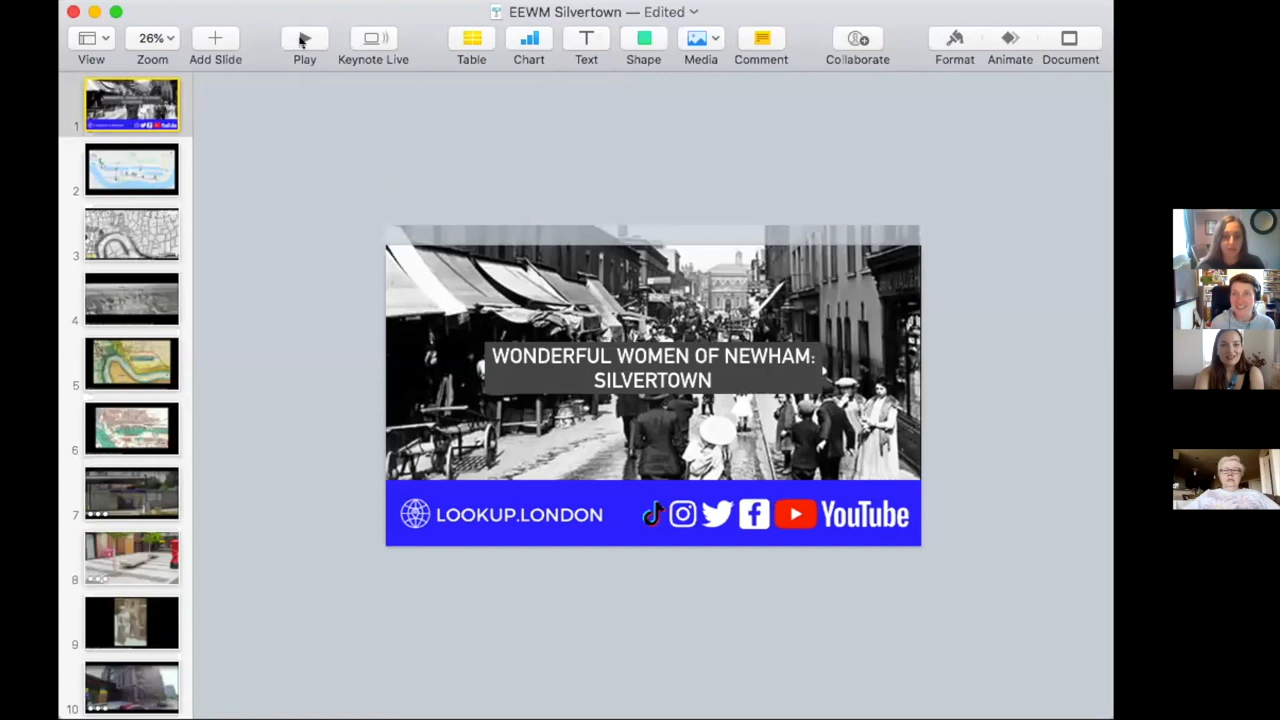 EEWM Silvertown — Edited
26%
View
Zoom
Add Slide
Play
Keynote Live
Table
Chart
Text
Shape
Media
Comment
Collaborate
Format
Animate
Document
1
2
3
4
5
6
7
8
9
10
WONDERFUL WOMEN OF NEWHAM:
SILVERTOWN
LOOKUP.LONDON
YouTube